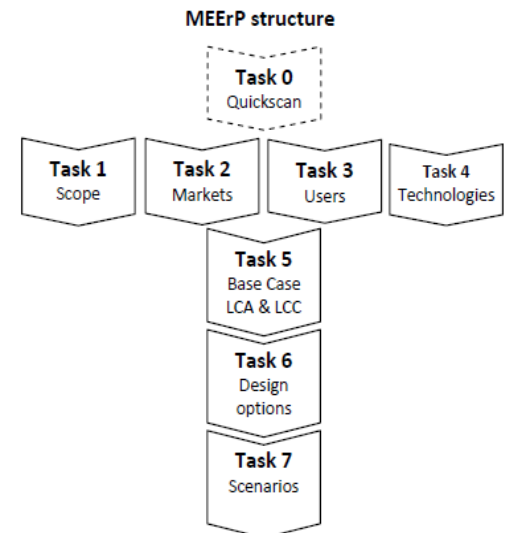 MEErP structure
Task 0
Quickscan
Task 1
Scope
Task 2
Markets
Task 3
Users
Task 4
Technologies
Task 5
Base Case
LCA & LCC
Task 6
Design
options
Task 7
Scenarios